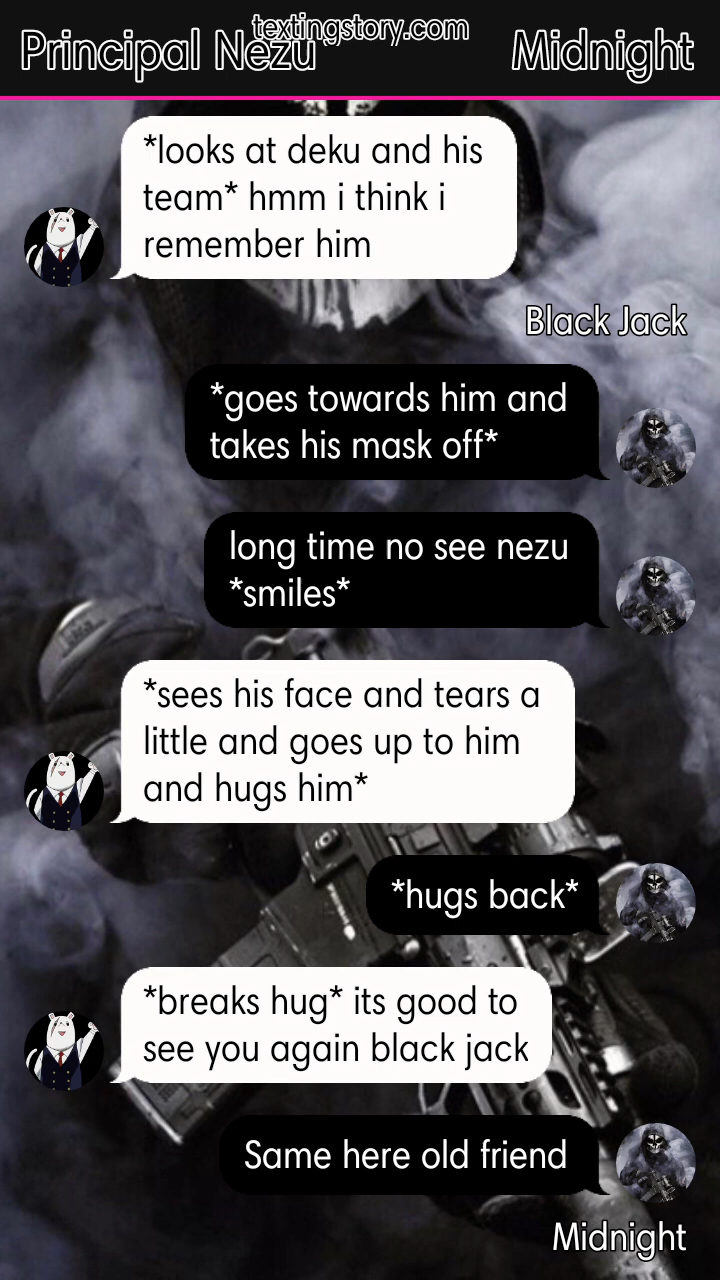 textingstory.com
Principal Nezu
Midnight
*looks at deku and his
team* hmm i think i
remember him
Black Jack
*goes towards him and
takes his mask off*
long time no see nezu
*smiles*
*sees his face and tears a
little and goes up to him
and hugs him*
*hugs back*
*breaks hug* its good to
see you again black jack
Same here old friend
Midnight